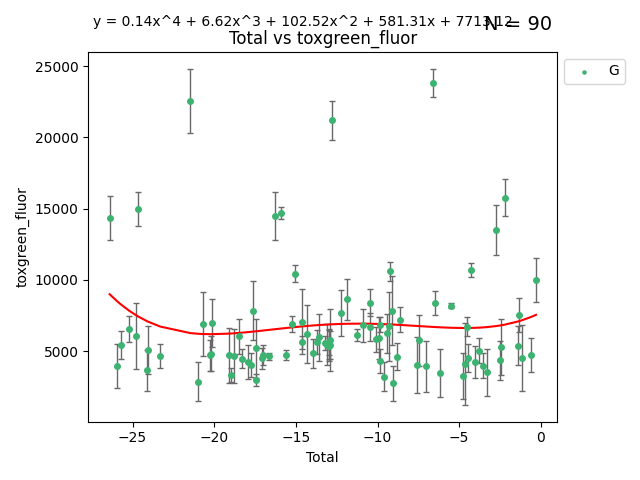 y = 0.14x^4 + 6.62x^3 + 102.52x^2 + 581.31x + 7713.12
N = 90
Total vs toxgreen_fluor
G
25000
20000
15000
10000
5000
toxgreen_fluor
−25 −20 −15 −10 −5 0
Total